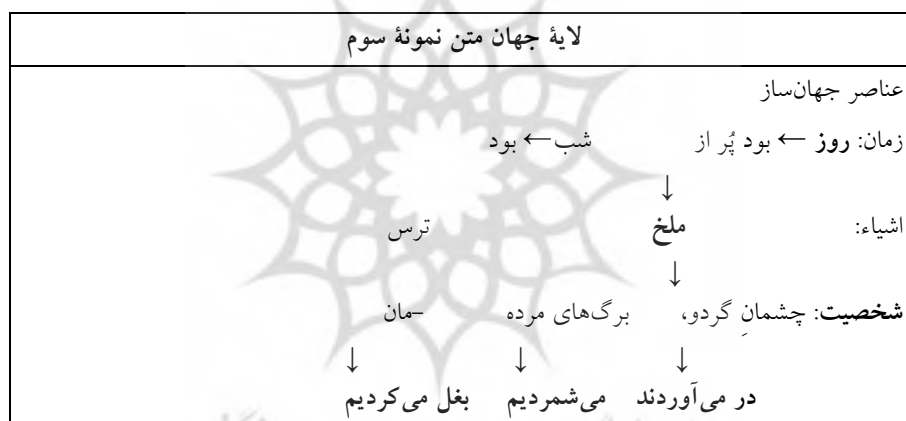 لایۀ جهان متن نمونۀ سوم
عناصر جهان‌ساز
زمان: روز ← بود پُر از شب ← بود
↓
اشیاء: ملخ ترس
↓
شخصیت: چشمانِ گردو، برگ‌های مرده –مان
↓ ↓ ↓
در می‌آوردند می‌شمردیم بغل می‌کردیم